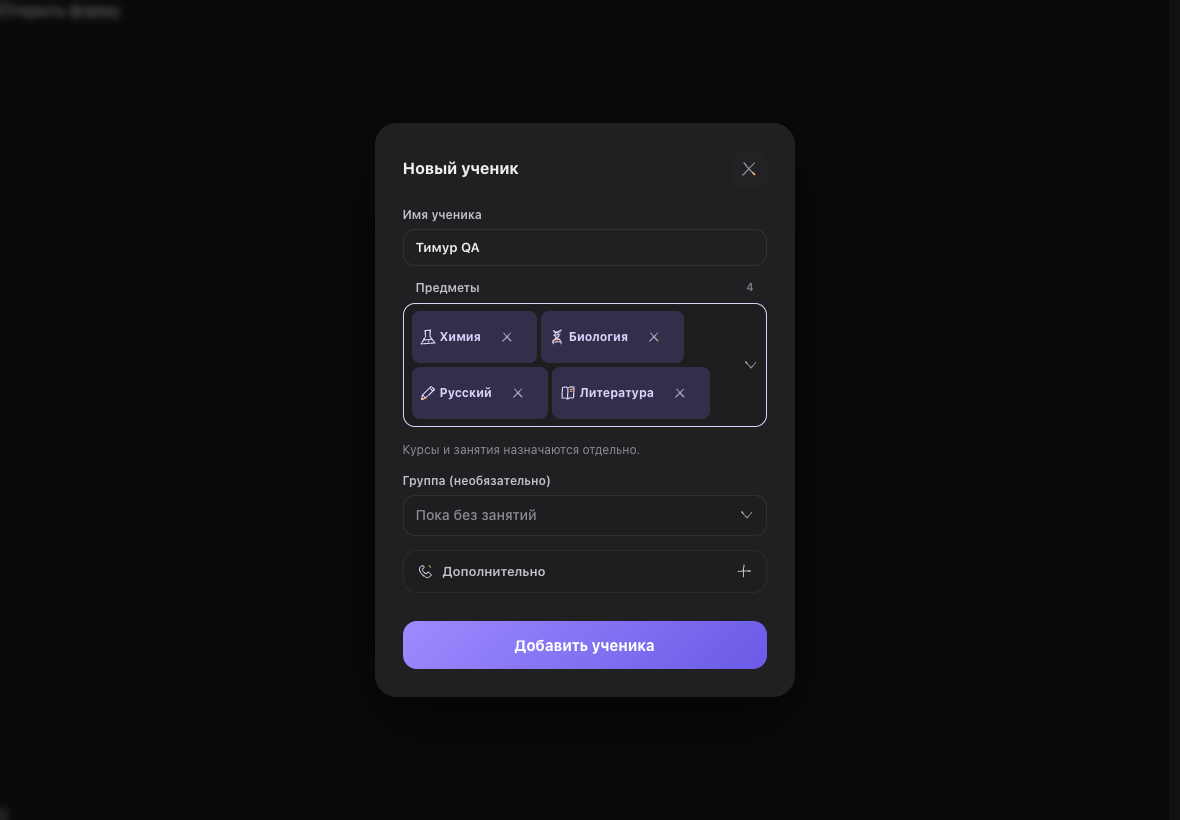 Новый ученик
Имя ученика
Тимур QA
Предметы 4
Химия Биология
Русский Литература
Курсы и занятия назначаются отдельно.
Группа (необязательно)
Пока без занятий
Дополнительно
Добавить ученика